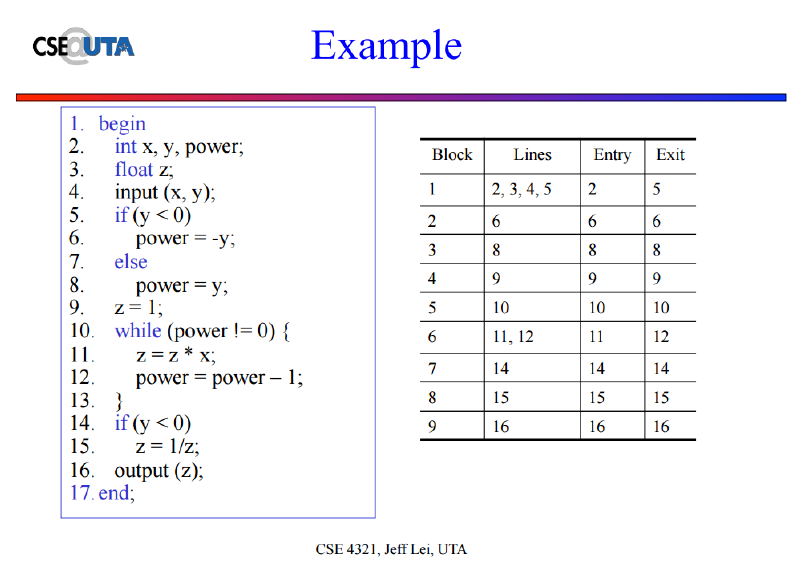 CSE@UTA
Example
1. begin
2. int x, y, power;
3. float z;
4. input (x, y);
5. if (y < 0)
6. power = -y;
7. else
8. power = y;
9. z = 1;
10. while (power != 0) {
11. z = z * x;
12. power = power – 1;
13. }
14. if (y < 0)
15. z = 1/z;
16. output (z);
17. end;
Block Lines Entry Exit
1 2, 3, 4, 5 2 5
2 6 6 6
3 8 8 8
4 9 9 9
5 10 10 10
6 11, 12 11 12
7 14 14 14
8 15 15 15
9 16 16 16
CSE 4321, Jeff Lei, UTA